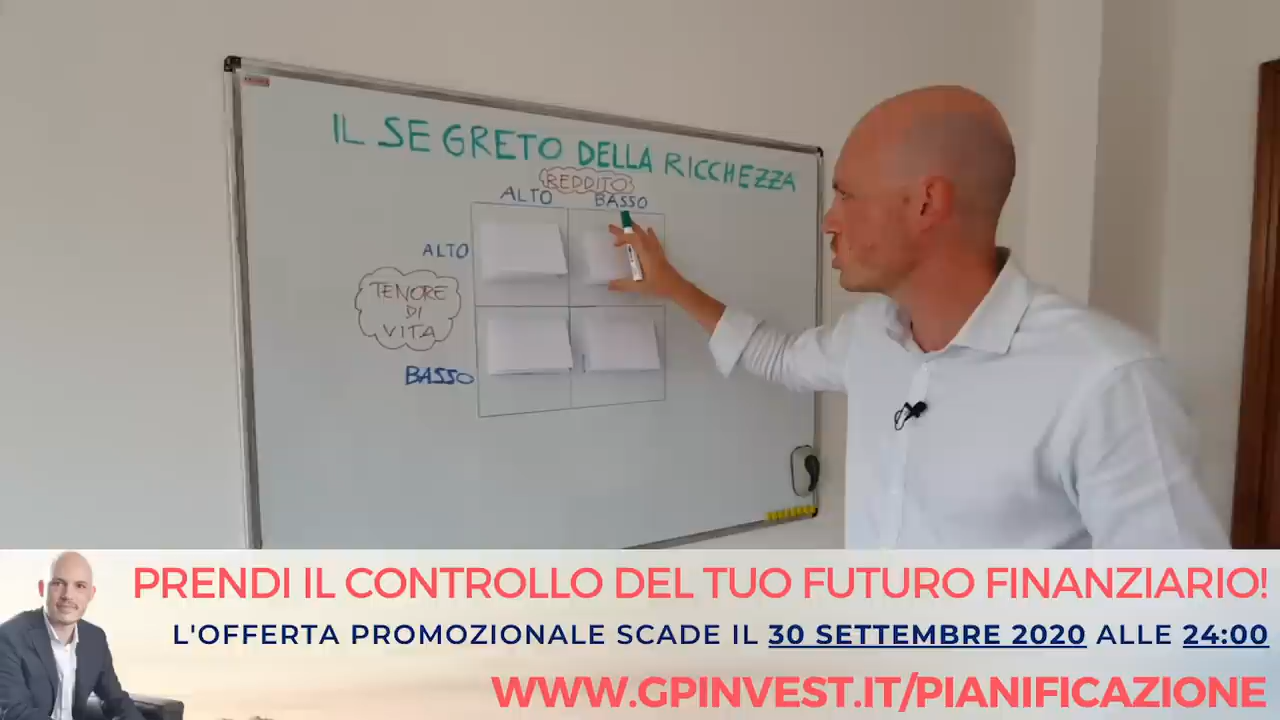 IL SEGRETO DELLA RICCHEZZA
REDDITO
ALTO BASSO
ALTO
TENORE
DI
VITA
BASSO
PRENDI IL CONTROLLO DEL TUO FUTURO FINANZIARIO!
L'OFFERTA PROMOZIONALE SCADE IL 30 SETTEMBRE 2020 ALLE 24:00
WWW.GPINVEST.IT/PIANIFICAZIONE